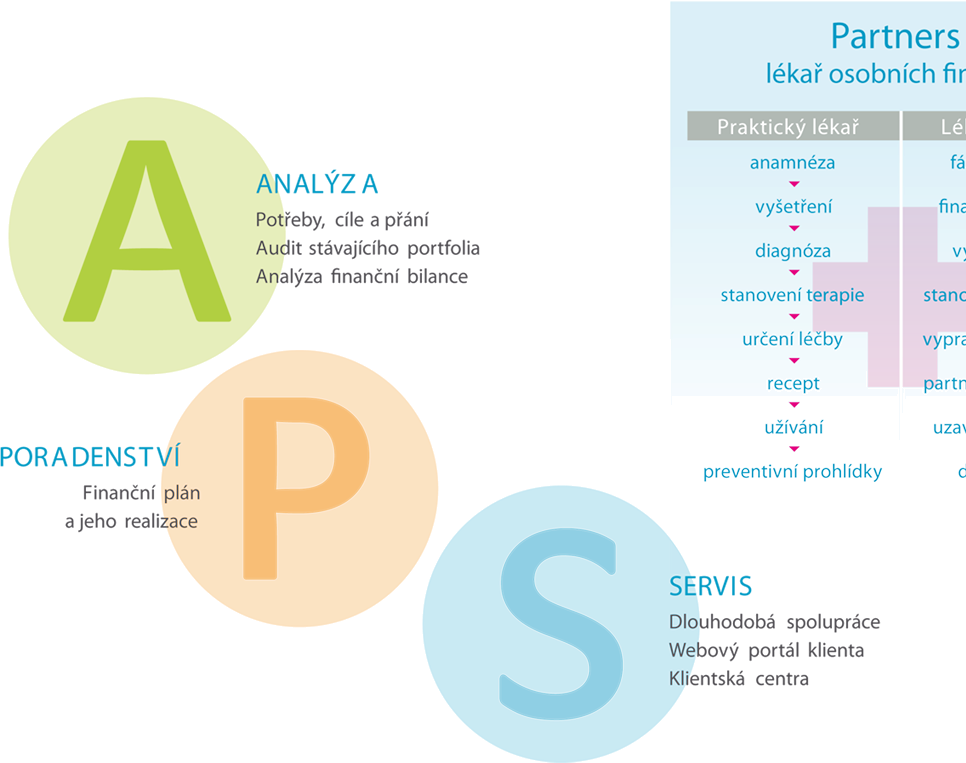 A
ANALÝZA
Potřeby, cíle a přání
Audit stávajícího portfolia
Analýza finanční bilance
P
PORADENSTVÍ
Finanční plán
a jeho realizace
S
SERVIS
Dlouhodobá spolupráce
Webový portál klienta
Klientská centra
Partners
lékař osobních
Praktický lékař
anamnéza
vyšetření
diagnóza
stanovení terapie
určení léčby
recept
užívání
preventivní prohlídky